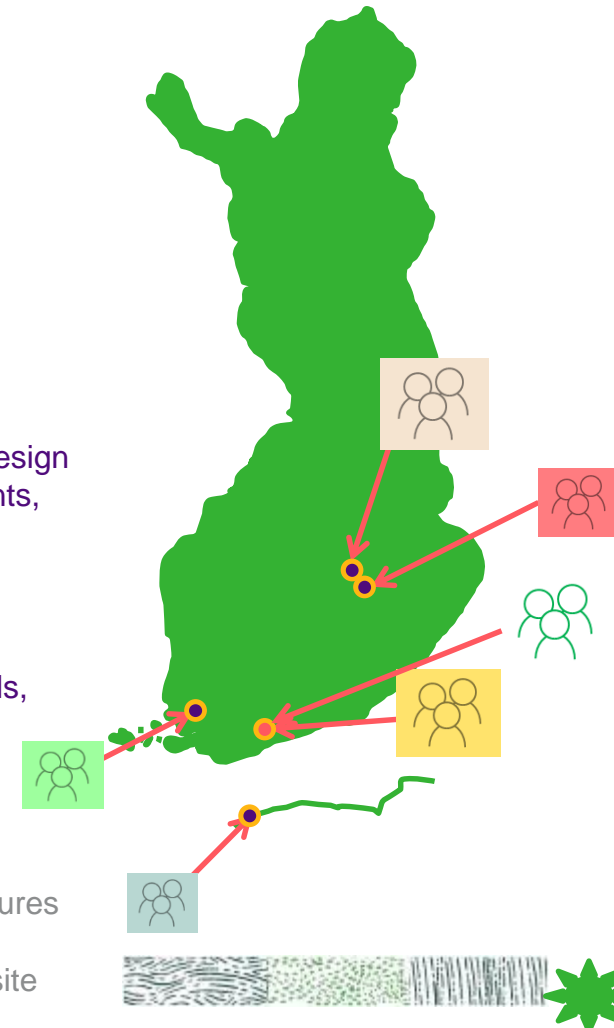 esign
nts,
ls,
ures
site